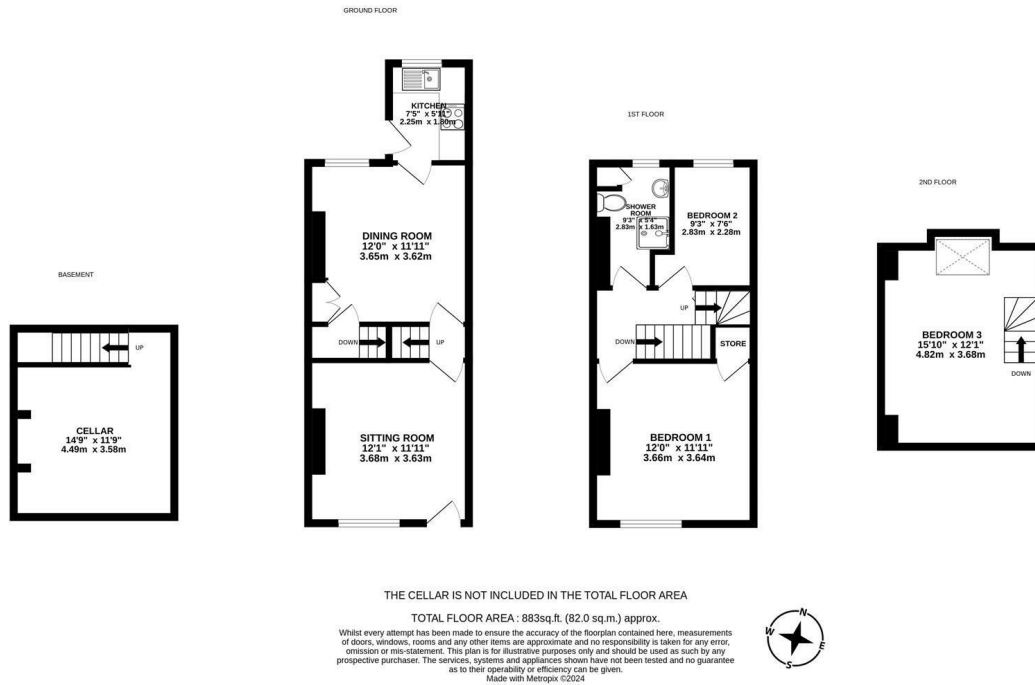 GROUND FLOOR
KITCHEN
7'5" x 5'11"
2.25m x 1.80m
1ST FLOOR
2ND FLOOR
SHOWER
ROOM
9'3" x 5'4"
2.83m x 1.63m
BEDROOM 2
9'3" x 7'6"
2.83m x 2.28m
DINING ROOM
12'0" x 11'11"
3.65m x 3.62m
BASEMENT
UP
DOWN
UP
UP
DOWN
STORE
BEDROOM 3
15'10" x 12'1"
4.82m x 3.68m
DOWN
CELLAR
14'9" x 11'9"
4.49m x 3.58m
SITTING ROOM
12'1" x 11'11"
3.68m x 3.63m
BEDROOM 1
12'0" x 11'11"
3.66m x 3.64m
THE CELLAR IS NOT INCLUDED IN THE TOTAL FLOOR AREA
TOTAL FLOOR AREA : 883sq.ft. (82.0 sq.m.) approx.
Whilst every attempt has been made to ensure the accuracy of the floorplan contained here, measurements
of doors, windows, rooms and any other items are approximate and no responsibility is taken for any error,
omission or mis-statement. This plan is for illustrative purposes only and should be used as such by any
prospective purchaser. The services, systems and appliances shown have not been tested and no guarantee
as to their operability or efficiency can be given.
Made with Metropix ©2024
N
W
E
S